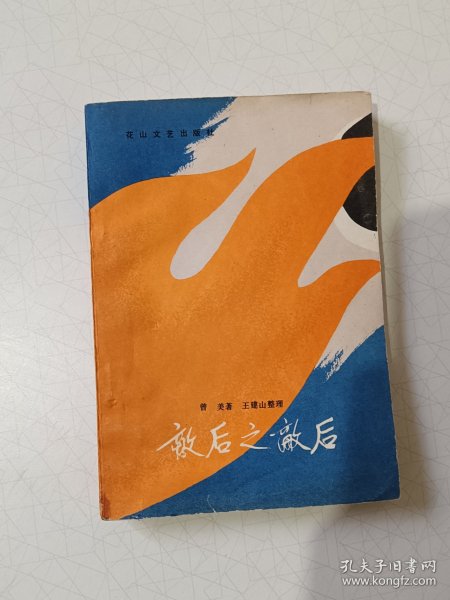 花山文艺出版社
曾 美著 王建山整理
敌后之敌后
孔夫子旧书网
www.kongfz.com